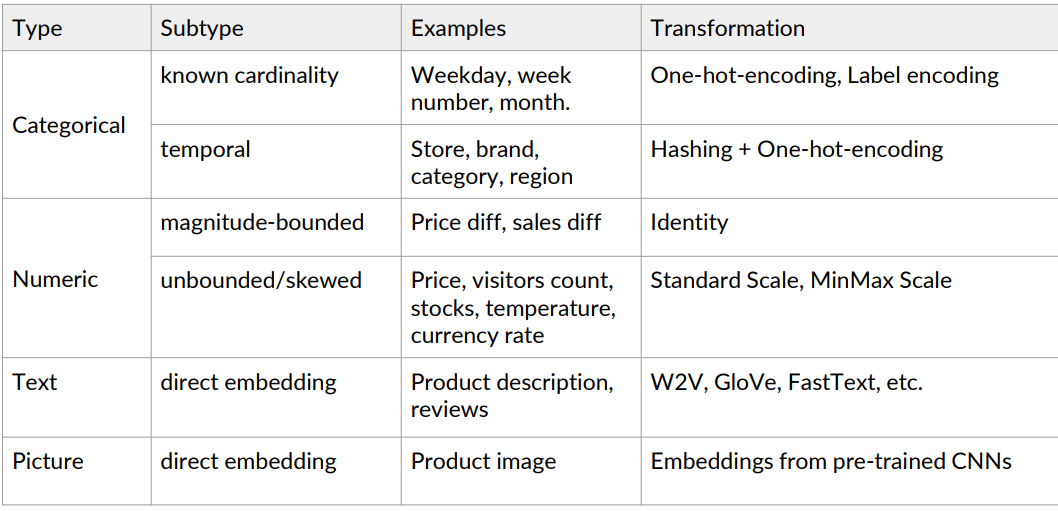 Type Subtype Examples Transformation
Categorical
known cardinality Weekday, week One-hot-encoding, Label encoding
number, month.
temporal Store, brand, Hashing + One-hot-encoding
category, region
Numeric
magnitude-bounded Price diff, sales diff Identity
unbounded/skewed Price, visitors count, Standard Scale, MinMax Scale
stocks, temperature,
currency rate
Text direct embedding Product description, W2V, GloVe, FastText, etc.
reviews
Picture direct embedding Product image Embeddings from pre-trained CNNs